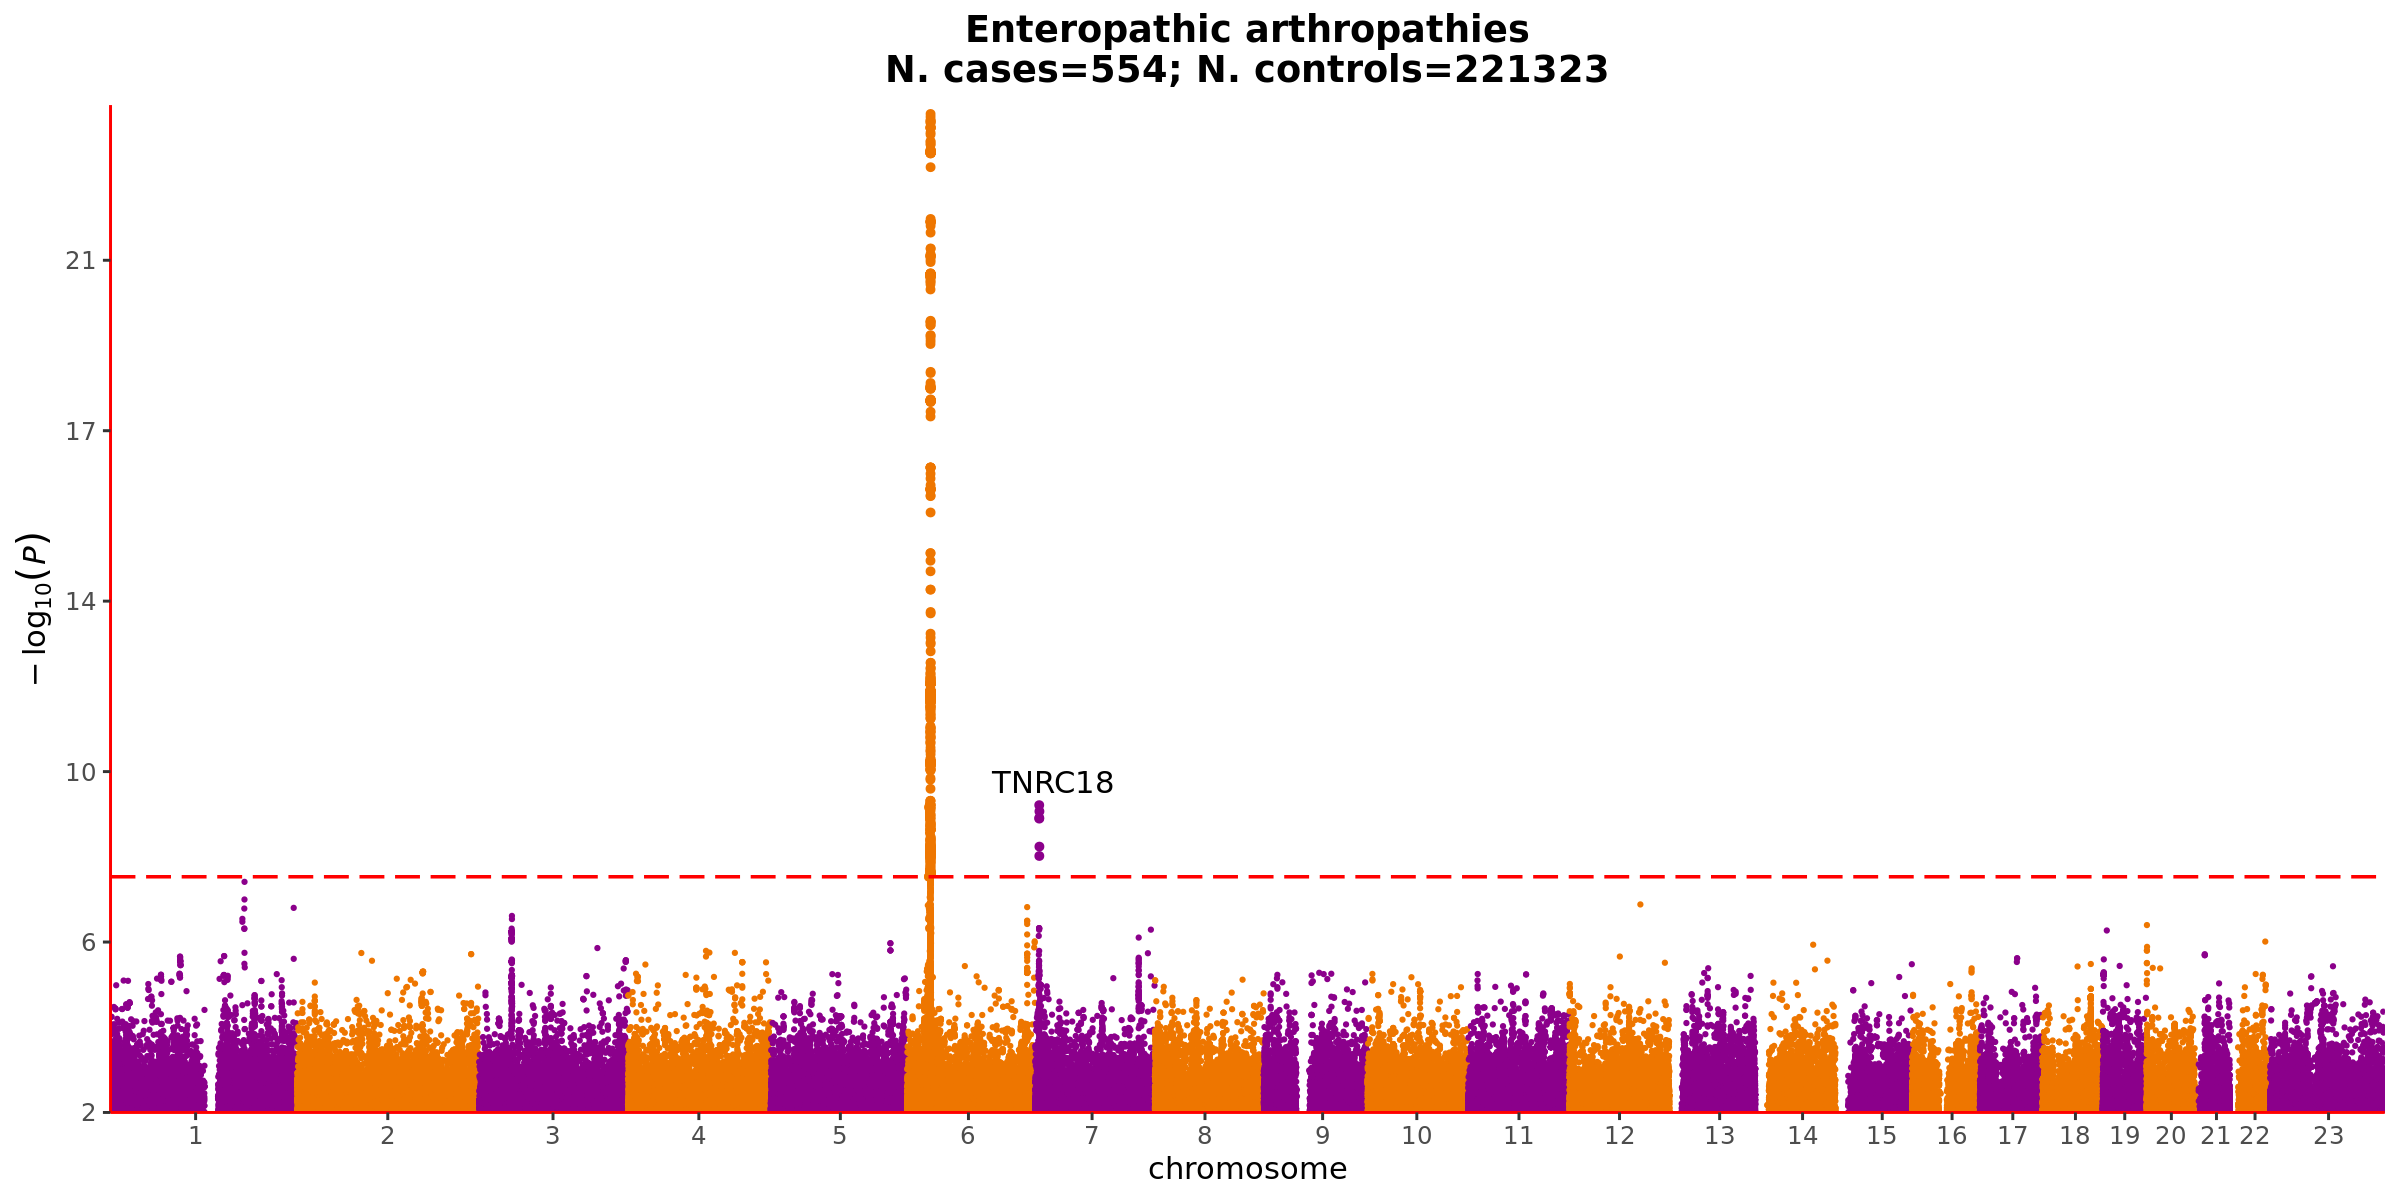 Enteropathic arthropathies
N. cases=554; N. controls=221323
21
17
14
10
6
2
−log10(P)
TNRC18
1 2 3 4 5 6 7 8 9 10 11 12 13 14 15 16 17 18 19 20 21 22 23
chromosome